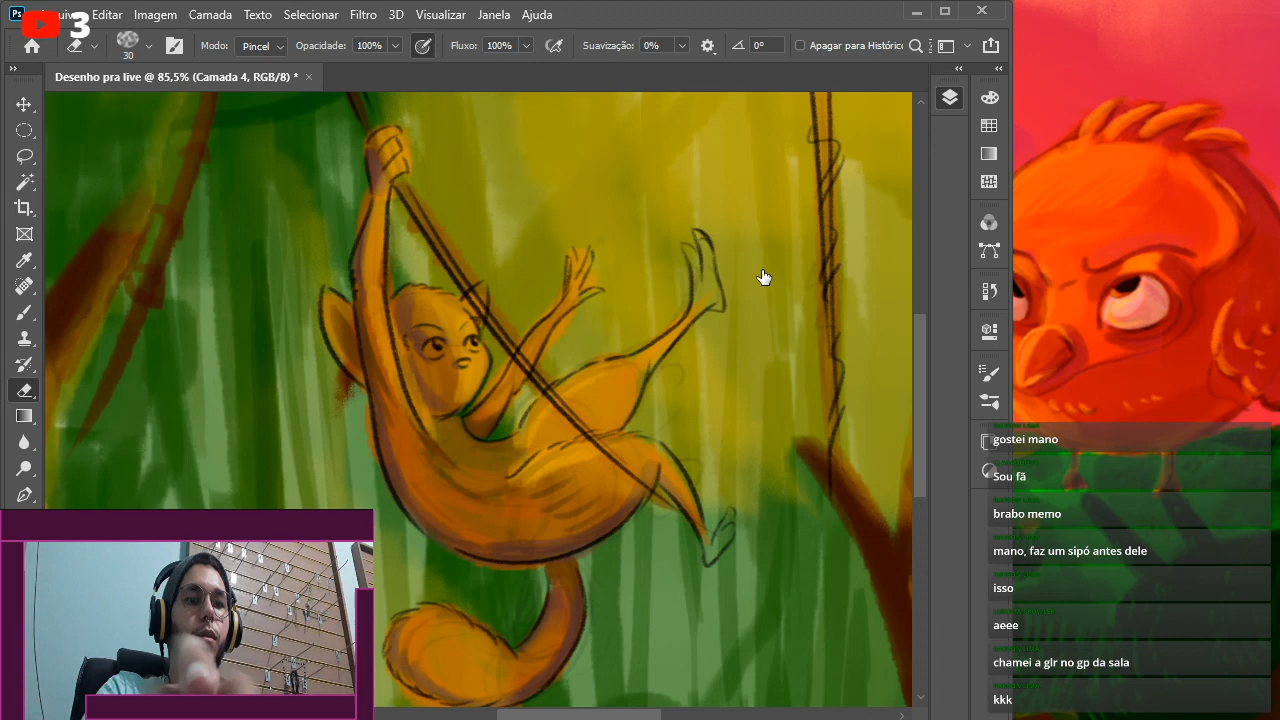 Ps Arquivo Editar Imagem Camada Texto Selecionar Filtro 3D Visualizar Janela Ajuda
3
30 Modo: Pincel Opacidade: 100% Fluxo: 100% Suavização: 0% 0° Apagar para Históric
Desenho pra live @ 85,5% (Camada 4, RGB/8) *
gostei mano
Sou fã
brabo memo
mano, faz um sipó antes dele
isso
aeee
chamei a glr no gp da sala
kkk